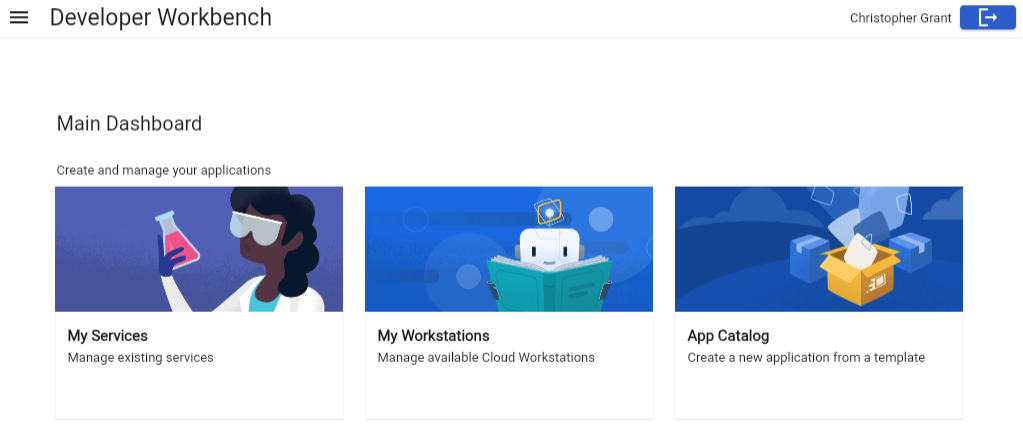 Developer Workbench
Christopher Grant
Main Dashboard
Create and manage your applications
My Services
Manage existing services
My Workstations
Manage available Cloud Workstations
App Catalog
Create a new application from a template